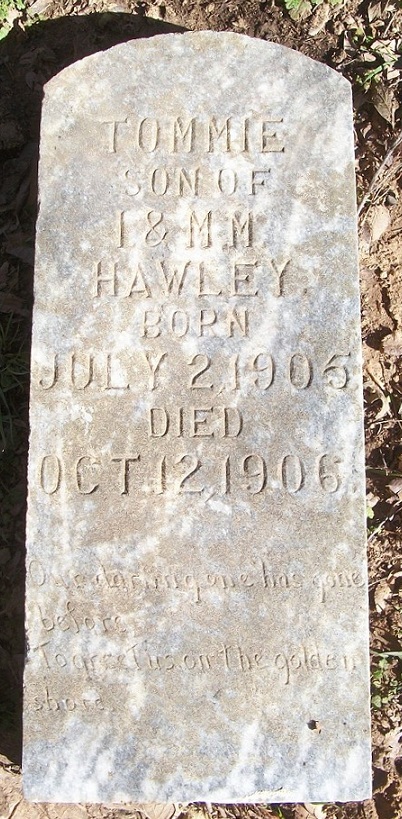 TOMMIE
SON OF
I. & M.M.
HAWLEY.
BORN
JULY 2, 1905
DIED
OCT. 12, 1906.
Our darling one has gone
before
To greet us on the golden
shore.